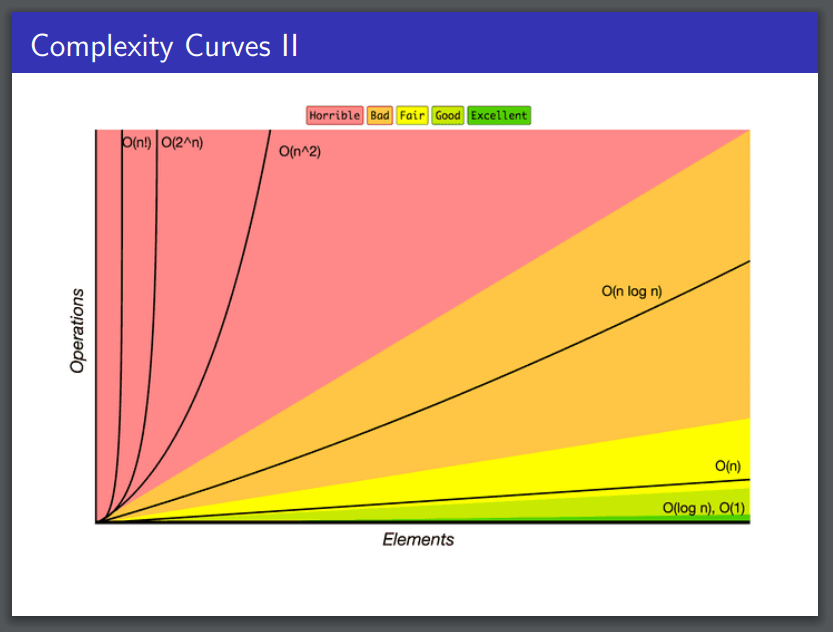 Complexity Curves II
Horrible Bad Fair Good Excellent
O(n!) O(2^n)
O(n^2)
O(n log n)
Operations
O(n)
O(log n), O(1)
Elements